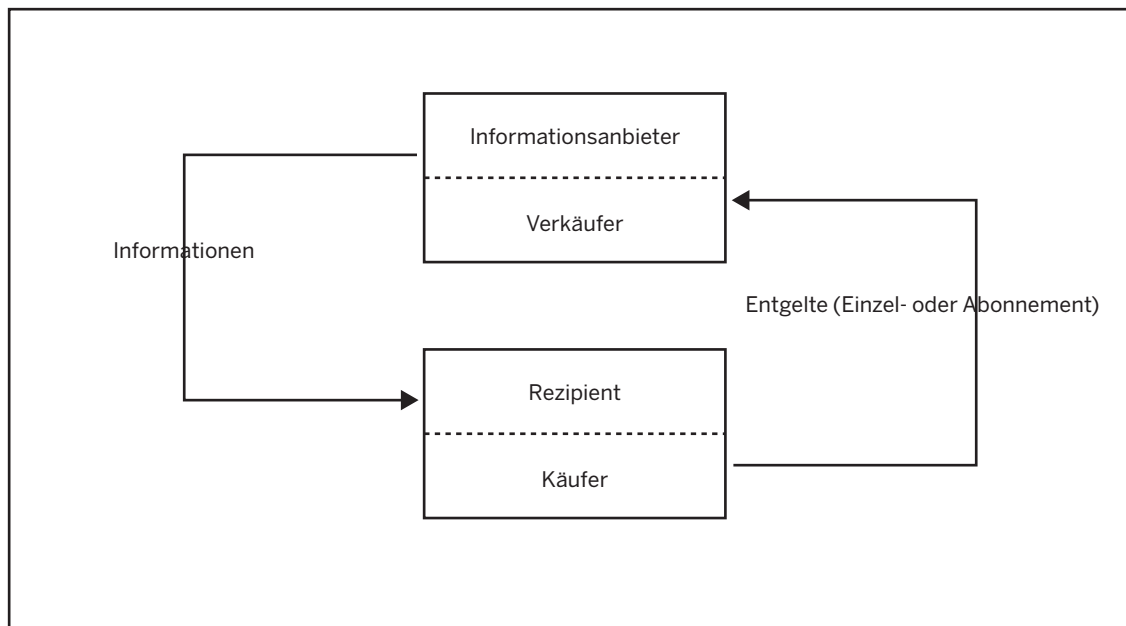 Informationsanbieter
Verkäufer
Informationen
Entgelte (Einzel- oder Abonnement)
Rezipient
Käufer